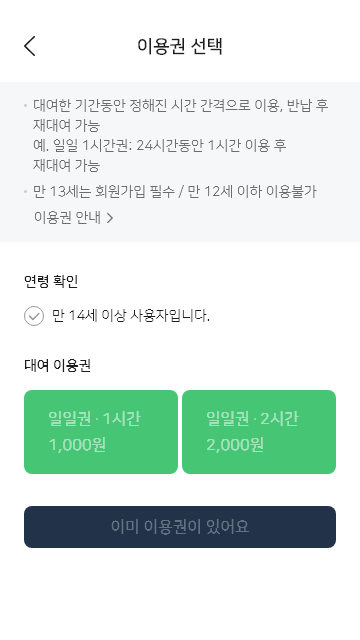 이용권 선택
대여한 기간동안 정해진 시간 간격으로 이용, 반납 후
재대여 가능
예. 일일 1시간권: 24시간동안 1시간 이용 후
재대여 가능
만 13세는 회원가입 필수 / 만 12세 이하 이용불가
이용권 안내
연령 확인
만 14세 이상 사용자입니다.
대여 이용권
일일권 · 1시간
1,000원
일일권 · 2시간
2,000원
이미 이용권이 있어요